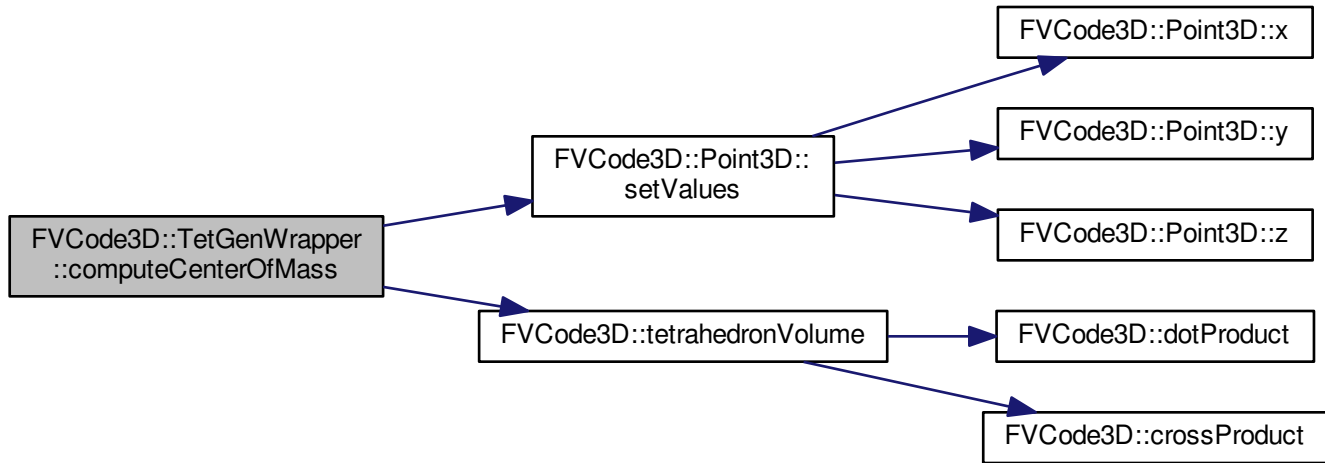 FVCode3D::TetGenWrapper
::computeCenterOfMass
FVCode3D::Point3D::
setValues
FVCode3D::Point3D::x
FVCode3D::Point3D::y
FVCode3D::Point3D::z
FVCode3D::tetrahedronVolume
FVCode3D::dotProduct
FVCode3D::crossProduct